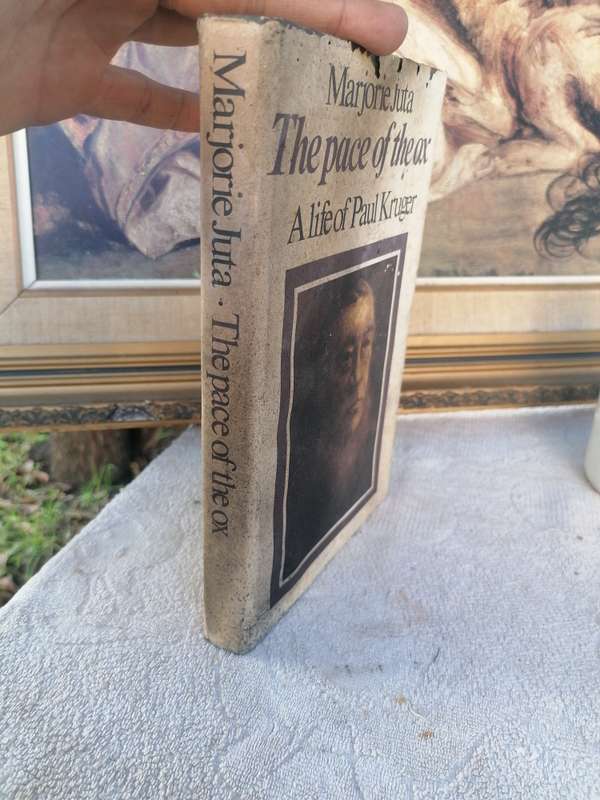 Marjorie Juta · The pace of the ox
Marjorie Juta
The pace of the ox
A life of Paul Kruger